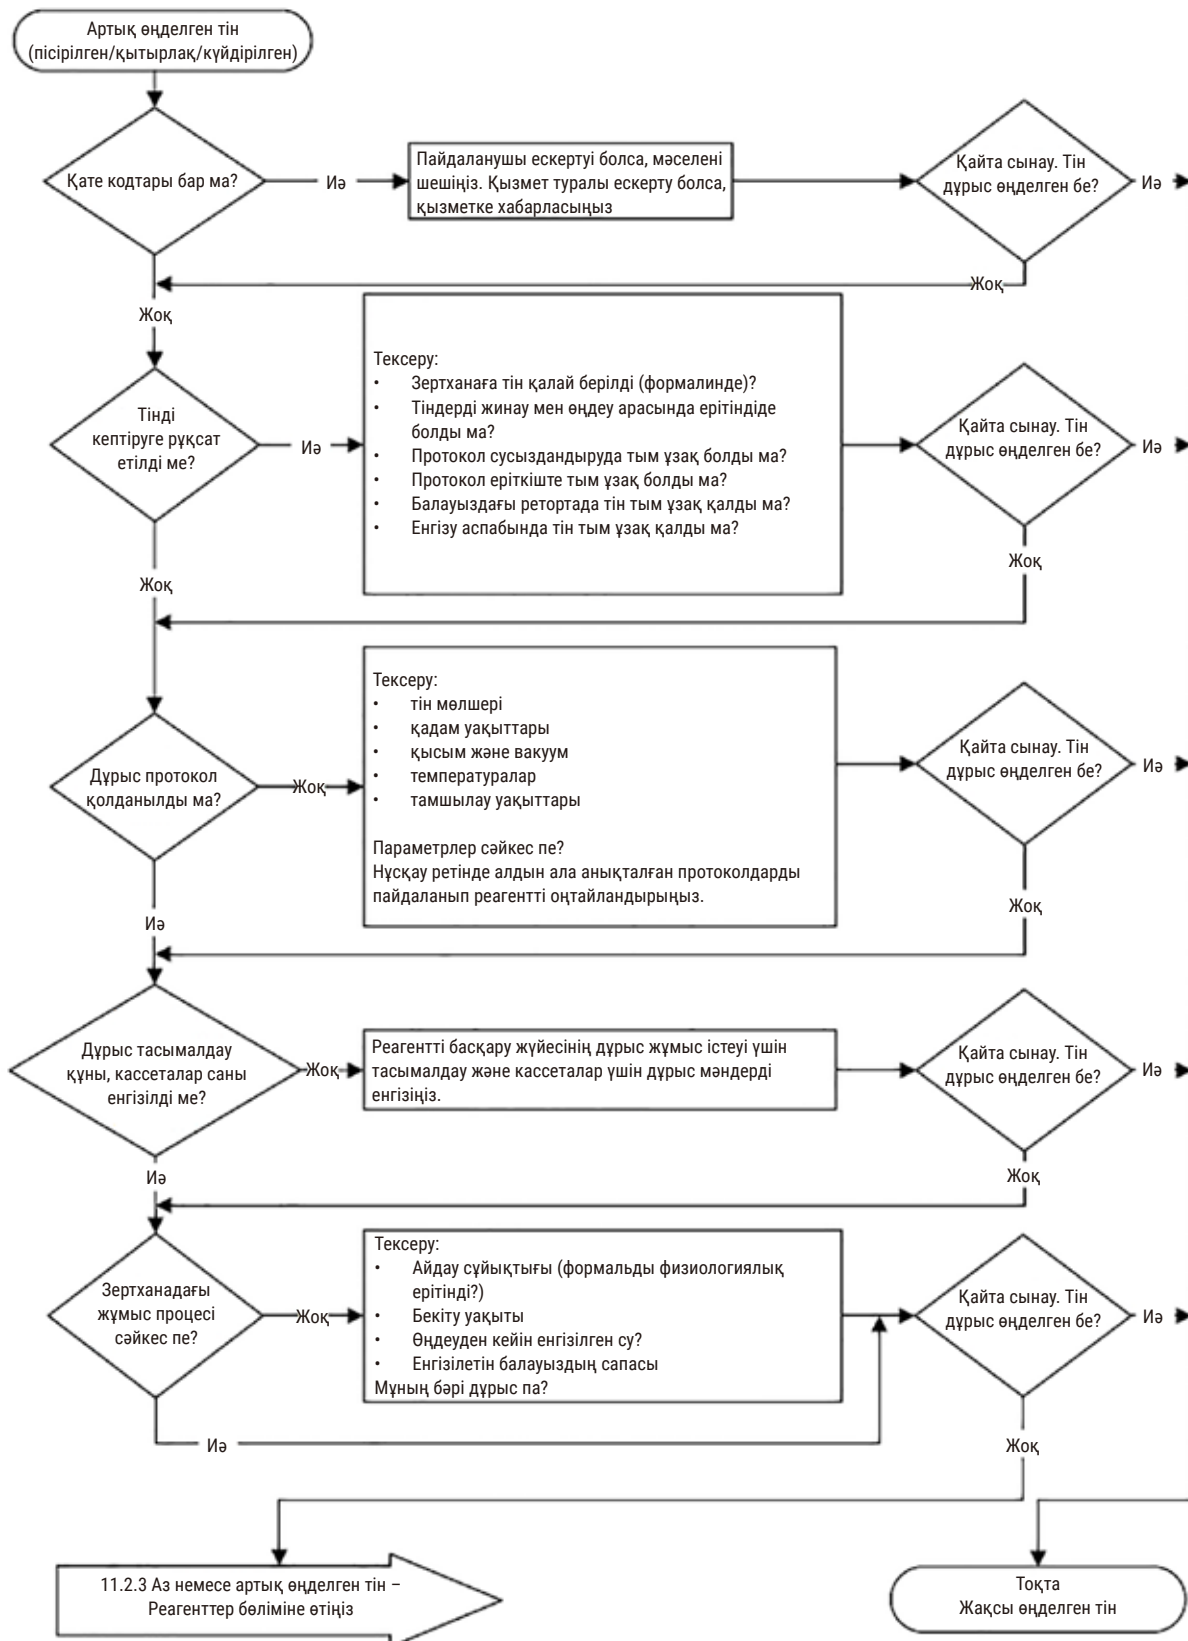 Артық өңделген тін
(пісірілген/қытырлақ/күйдірілген)
Қате кодтары бар ма?
Иә
Пайдаланушы ескертуі болса, мәселені
шешіңіз. Қызмет туралы ескерту болса,
қызметке хабарласыңыз
Қайта сынау. Тін
дұрыс өңделген бе?
Иә
Жоқ
Жоқ
Тінді
кептіруге рұқсат
етілді ме?
Иә
Тексеру:
• Зертханаға тін қалай берілді (формалинде)?
• Тіндерді жинау мен өңдеу арасында ерітіндіде
болды ма?
• Протокол сусыздандыруда тым ұзақ болды ма?
• Протокол еріткіште тым ұзақ болды ма?
• Балауыздағы ретортада тін тым ұзақ қалды ма?
• Енгізу аспабында тін тым ұзақ қалды ма?
Қайта сынау. Тін
дұрыс өңделген бе?
Иә
Жоқ
Жоқ
Дұрыс протокол
қолданылды ма?
Жоқ
Тексеру:
• тін мөлшері
• қадам уақыттары
• қысым және вакуум
• температуралар
• тамшылау уақыттары
Параметрлер сәйкес пе?
Нұсқау ретінде алдын ала анықталған протоколдарды
пайдаланып реагентті оңтайландырыңыз.
Қайта сынау. Тін
дұрыс өңделген бе?
Иә
Жоқ
Иә
Дұрыс тасымалдау
құны, кассеталар саны
енгізілді ме?
Жоқ
Реагентті басқару жүйесінің дұрыс жұмыс істеуі үшін
тасымалдау және кассеталар үшін дұрыс мәндерді
енгізіңіз.
Қайта сынау. Тін
дұрыс өңделген бе?
Иә
Жоқ
Иә
Зертханадағы
жұмыс процесі
сәйкес пе?
Жоқ
Тексеру:
• Айдау сұйықтығы (формальды физиологиялық
ерітінді?)
• Бекіту уақыты
• Өңдеуден кейін енгізілген су?
• Енгізілетін балауыздың сапасы
Мұның бәрі дұрыс па?
Қайта сынау. Тін
дұрыс өңделген бе?
Иә
Иә
Жоқ
11.2.3 Аз немесе артық өңделген тін –
Реагенттер бөліміне өтіңіз
Тоқта
Жақсы өңделген тін